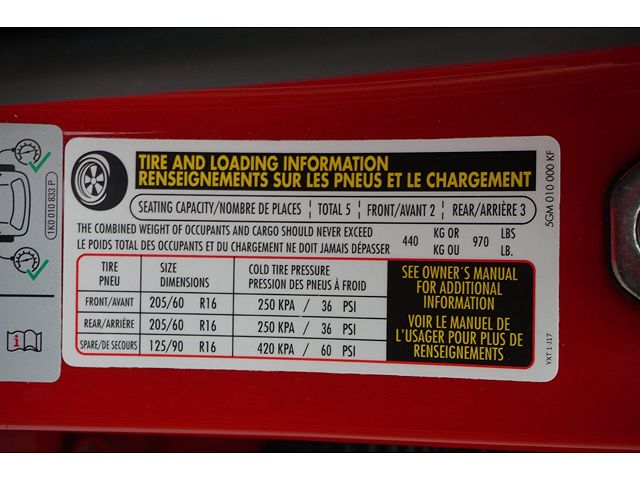 TIRE AND LOADING INFORMATION
RENSEIGNEMENTS SUR LES PNEUS ET LE CHARGEMENT
SEATING CAPACITY/NOMBRE DE PLACES TOTAL 5 FRONT/AVANT 2 REAR/ARRIÈRE 3
THE COMBINED WEIGHT OF OCCUPANTS AND CARGO SHOULD NEVER EXCEED
LE POIDS TOTAL DES OCCUPANTS ET DU CHARGEMENT NE DOIT JAMAIS DÉPASSER
440 KG OR 970 LBS
KG OU LB.
TIRE SIZE COLD TIRE PRESSURE
PNEU DIMENSIONS PRESSION DES PNEUS À FROID
FRONT/AVANT 205/60 R16 250 KPA / 36 PSI
REAR/ARRIÈRE 205/60 R16 250 KPA / 36 PSI
SPARE/DE SECOURS 125/90 R16 420 KPA / 60 PSI
SEE OWNER'S MANUAL
FOR ADDITIONAL
INFORMATION
VOIR LE MANUEL DE
L'USAGER POUR PLUS DE
RENSEIGNEMENTS
5GM 010 000 KF
YXT 1-J17
1K0 010 833 P